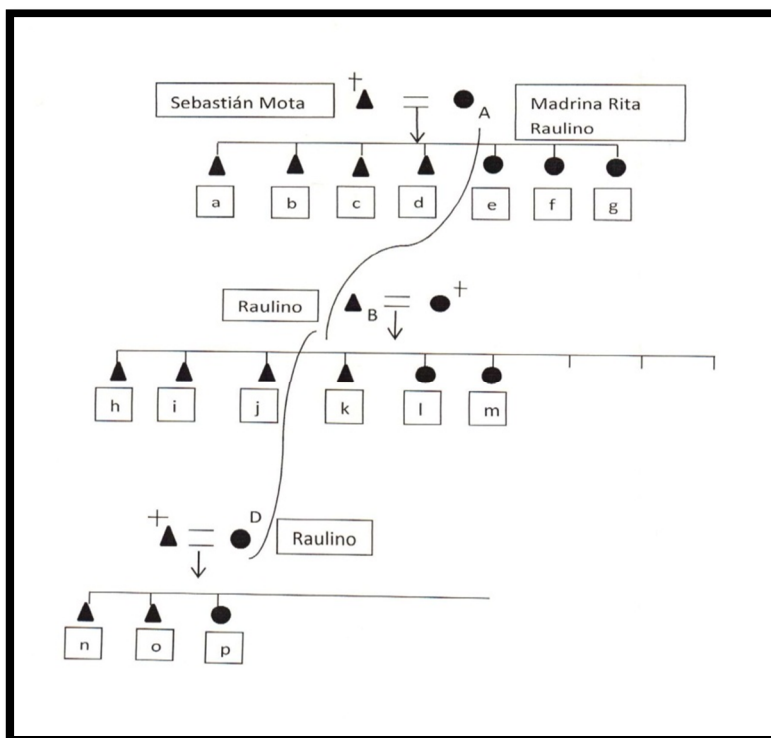 Sebastián Mota
A
Madrina Rita
Raulino
a b c d e f g
Raulino
B
h i j k l m
D
Raulino
n o p